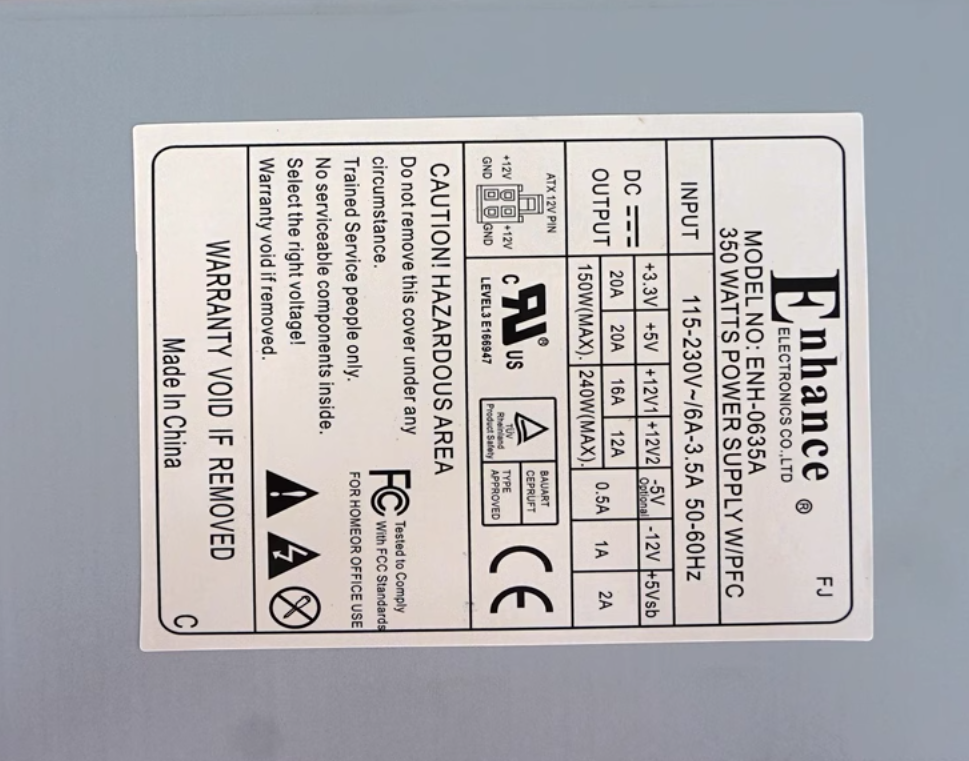 FJ
Enhance ®
ELECTRONICS CO.,LTD
MODEL NO: ENH-0635A
350 WATTS POWER SUPPLY W/PFC
INPUT 115-230V~/6A-3.5A 50-60Hz
DC OUTPUT +3.3V +5V +12V1 +12V2 -5V Optional -12V +5Vsb
20A 20A 16A 12A 0.5A 1A 2A
150W(MAX). 240W(MAX).
ATX 12V PIN
+12V +12V
GND GND
C UL ® US
LEVEL3 E166947
TÜV
Rheinland
Product Safety
BAUART
CEPRUFT
TYPE
APPROVED
CE
CAUTION! HAZARDOUS AREA
Do not remove this cover under any
circumstance.
Trained Service people only.
No serviceable components inside.
Select the right voltage!
Warranty void if removed.
FC Tested to Comply
With FCC Standards
FOR HOMEOR OFFICE USE
WARRANTY VOID IF REMOVED
Made In China
C